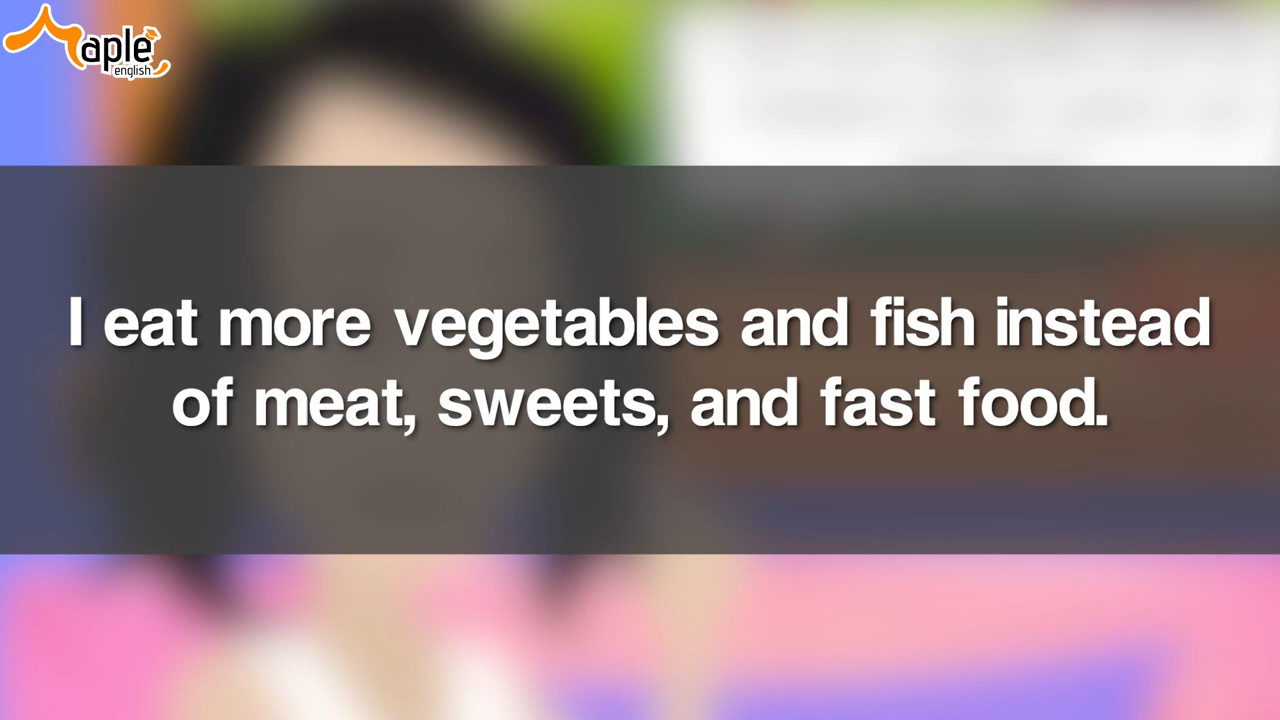 Maple
english
I eat more vegetables and fish instead
of meat, sweets, and fast food.